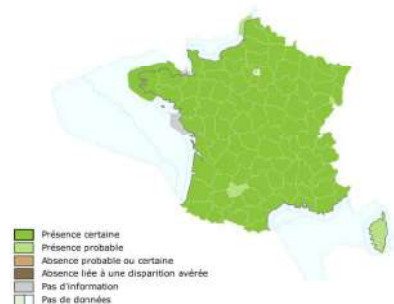 Présence certaine
Présence probable
Absence probable ou certaine
Absence liée à une disparition avérée
Pas d'information
Pas de données